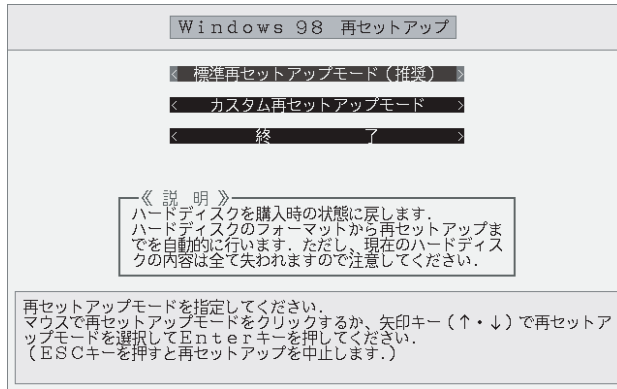 Windows 98 再セットアップ
< 標準再セットアップモード(推奨) >
< カスタム再セットアップモード >
< 終 了 >
《 説 明 》
ハードディスクを購入時の状態に戻します.
ハードディスクのフォーマットから再セットアップま
でを自動的に行います.ただし、現在のハードディス
クの内容は全て失われますので注意してください.
再セットアップモードを指定してください.
マウスで再セットアップモードをクリックするか、矢印キー(↑・↓)で再セットア
ップモードを選択してEnterキーを押してください.
(ESCキーを押すと再セットアップを中止します.)